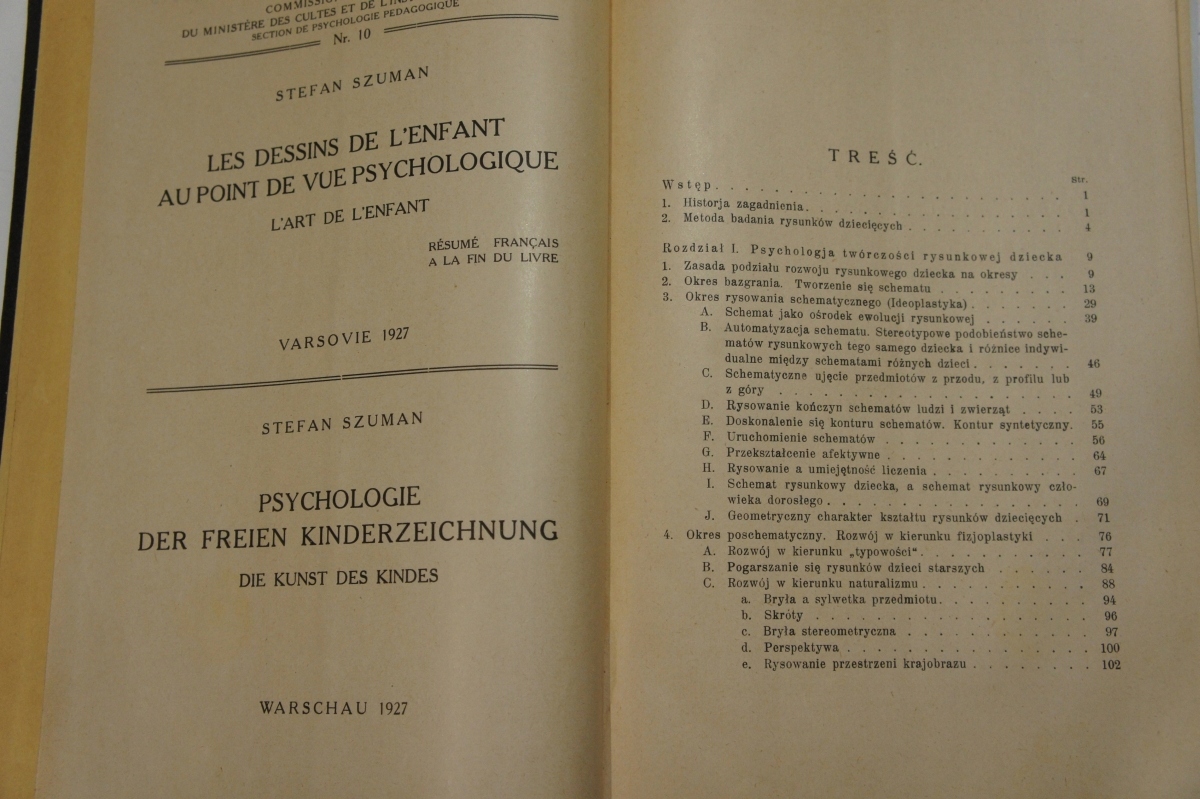 COMMISSION
DU MINISTÈRE DES CULTES ET DE
SECTION DE PSYCHOLOGIE PEDAGOGIQUE
Nr. 10
STEFAN SZUMAN
LES DESSINS DE L'ENFANT
AU POINT DE VUE PSYCHOLOGIQUE
L'ART DE L'ENFANT
RÉSUMÉ FRANÇAIS
A LA FIN DU LIVRE
VARSOVIE 1927
STEFAN SZUMAN
PSYCHOLOGIE
DER FREIEN KINDERZEICHNUNG
DIE KUNST DES KINDES
WARSCHAU 1927
TREŚĆ.
Str.
Wstęp . . . . . . . . . . . . . . . . . . 1
1. Historja zagadnienia . . . . . . . . . . . . . 1
2. Metoda badania rysunków dziecięcych . . . . . . . . . 4
Rozdział I. Psychologja twórczości rysunkowej dziecka 9
1. Zasada podziału rozwoju rysunkowego dziecka na okresy . . . 9
2. Okres bazgrania. Tworzenie się schematu . . . . . . . . . 13
3. Okres rysowania schematycznego (Ideoplastyka) . . . . . . . 29
A. Schemat jako ośrodek ewolucji rysunkowej . . . . . . 39
B. Automatyzacja schematu. Stereotypowe podobieństwo sche-
matów rysunkowych tego samego dziecka i różnice indywi-
dualne między schematami różnych dzieci . . . . . . . 46
C. Schematyczne ujęcie przedmiotów z przodu, z profilu lub
z góry . . . . . . . . . . . . . . . . 49
D. Rysowanie kończyn schematów ludzi i zwierząt . . . . 53
E. Doskonalenie się konturu schematów. Kontur syntetyczny. 55
F. Uruchomienie schematów . . . . . . . . . . . 56
G. Przekształcenie afektywne . . . . . . . . . . . 64
H. Rysowanie a umiejętność liczenia . . . . . . . . . 67
I. Schemat rysunkowy dziecka, a schemat rysunkowy czło-
wieka dorosłego . . . . . . . . . . . . . . 69
J. Geometryczny charakter kształtu rysunków dziecięcych . 71
4. Okres poschematyczny. Rozwój w kierunku fizjoplastyki . . . 76
A. Rozwój w kierunku „typowości“ . . . . . . . . . . 77
B. Pogarszanie się rysunków dzieci starszych . . . . . . 84
C. Rozwój w kierunku naturalizmu . . . . . . . . . . 88
a. Bryła a sylwetka przedmiotu . . . . . . . . . 94
b. Skróty . . . . . . . . . . . . . . . 96
c. Bryła stereometryczna . . . . . . . . . . . 97
d. Perspektywa . . . . . . . . . . . . . 100
e. Rysowanie przestrzeni krajobrazu . . . . . . . . 102